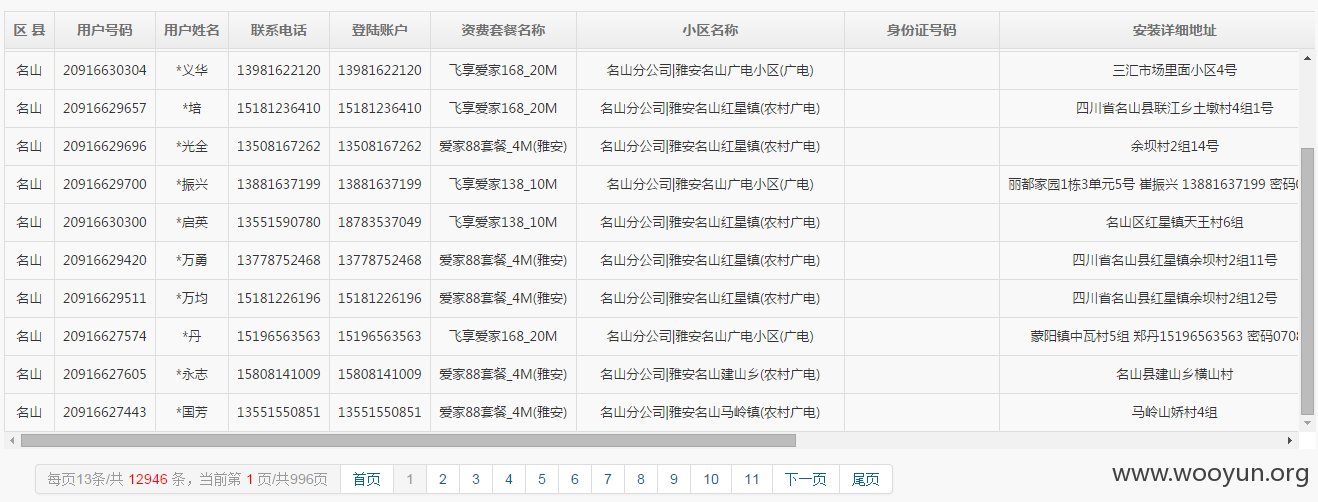 区 县 用户号码 用户姓名 联系电话 登陆账户 资费套餐名称 小区名称 身份证号码 安装详细地址
名山 20916630304 *义华 13981622120 13981622120 飞享爱家168_20M 名山分公司|雅安名山广电小区(广电) 三汇市场里面小区4号
名山 20916629657 *培 15181236410 15181236410 飞享爱家168_20M 名山分公司|雅安名山红星镇(农村广电) 四川省名山县联江乡土墩村4组1号
名山 20916629696 *光全 13508167262 13508167262 爱家88套餐_4M(雅安) 名山分公司|雅安名山红星镇(农村广电) 余坝村2组14号
名山 20916629700 *振兴 13881637199 13881637199 飞享爱家138_10M 名山分公司|雅安名山广电小区(广电) 丽都家园1栋3单元5号 崔振兴 13881637199 密码
名山 20916630300 *启英 13551590780 18783537049 飞享爱家138_10M 名山分公司|雅安名山红星镇(农村广电) 名山区红星镇天王村6组
名山 20916629420 *万勇 13778752468 13778752468 爱家88套餐_4M(雅安) 名山分公司|雅安名山红星镇(农村广电) 四川省名山县红星镇余坝村2组11号
名山 20916629511 *万均 15181226196 15181226196 爱家88套餐_4M(雅安) 名山分公司|雅安名山红星镇(农村广电) 四川省名山县红星镇余坝村2组12号
名山 20916627574 *丹 15196563563 15196563563 飞享爱家168_20M 名山分公司|雅安名山广电小区(广电) 蒙阳镇中瓦村5组 郑丹15196563563 密码070
名山 20916627605 *永志 15808141009 15808141009 爱家88套餐_4M(雅安) 名山分公司|雅安名山建山乡(农村广电) 名山县建山乡横山村
名山 20916627443 *国芳 13551550851 13551550851 爱家88套餐_4M(雅安) 名山分公司|雅安名山马岭镇(农村广电) 马岭山娇村4组
每页13条/共 12946 条，当前第 1 页/共996页 首页 1 2 3 4 5 6 7 8 9 10 11 下一页 尾页
www.wooyun.org